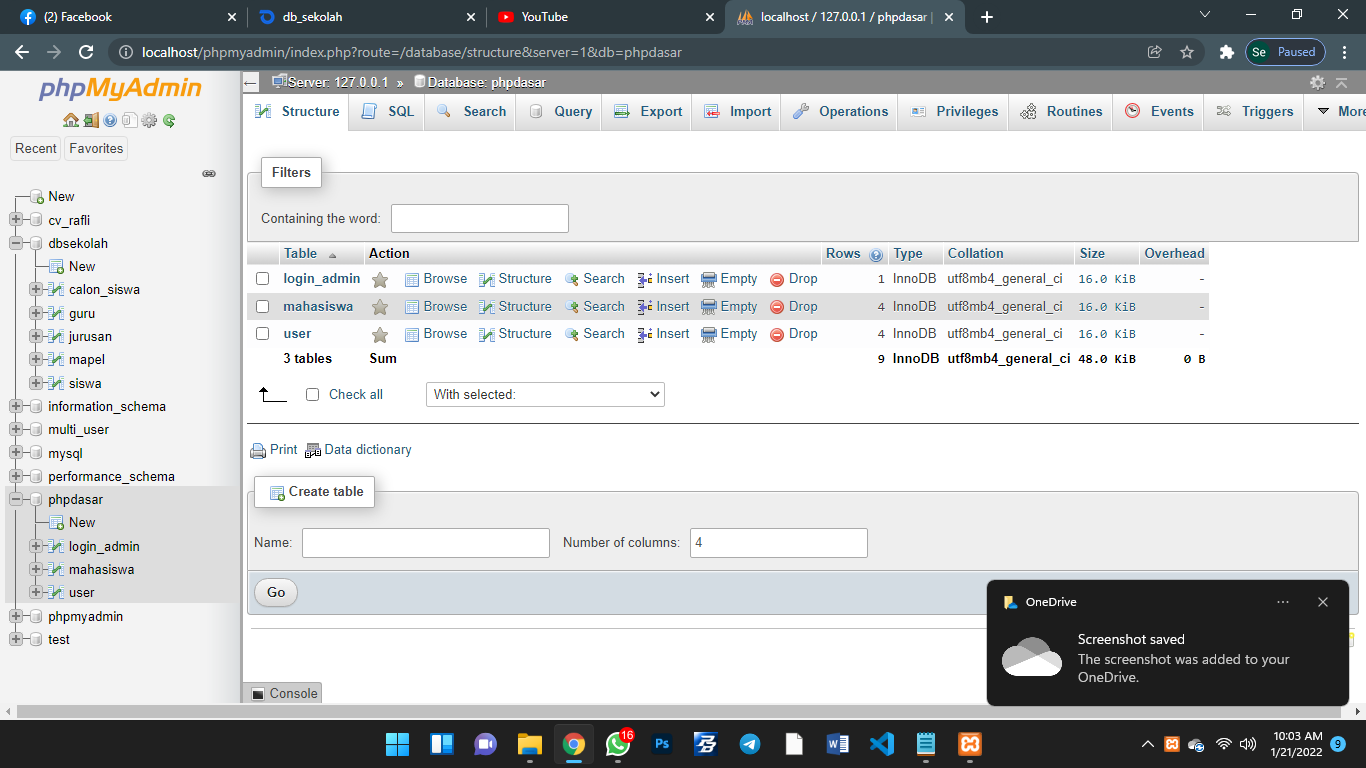 (2) Facebook
db_sekolah
YouTube
localhost / 127.0.0.1 / phpdasar |
localhost/phpmyadmin/index.php?route=/database/structure&server=1&db=phpdasar
Se Paused
phpMyAdmin
Recent Favorites
New
cv_rafli
dbsekolah
New
calon_siswa
guru
jurusan
mapel
siswa
information_schema
multi_user
mysql
performance_schema
phpdasar
New
login_admin
mahasiswa
user
phpmyadmin
test
Server: 127.0.0.1 » Database: phpdasar
Structure SQL Search Query Export Import Operations Privileges Routines Events Triggers More
Filters
Containing the word:
Table Action Rows Type Collation Size Overhead
login_admin Browse Structure Search Insert Empty Drop 1 InnoDB utf8mb4_general_ci 16.0 KiB -
mahasiswa Browse Structure Search Insert Empty Drop 4 InnoDB utf8mb4_general_ci 16.0 KiB -
user Browse Structure Search Insert Empty Drop 4 InnoDB utf8mb4_general_ci 16.0 KiB -
3 tables Sum 9 InnoDB utf8mb4_general_ci 48.0 KiB 0 B
Check all With selected:
Print Data dictionary
Create table
Name: Number of columns: 4
Go
Console
OneDrive
Screenshot saved
The screenshot was added to your
OneDrive.
16
Ps
10:03 AM
1/21/2022
9